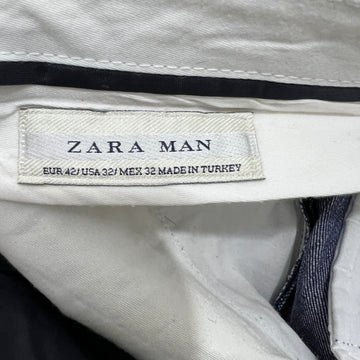 ZARA MAN
EUR 42/ USA 32/ MEX 32 MADE IN TURKEY